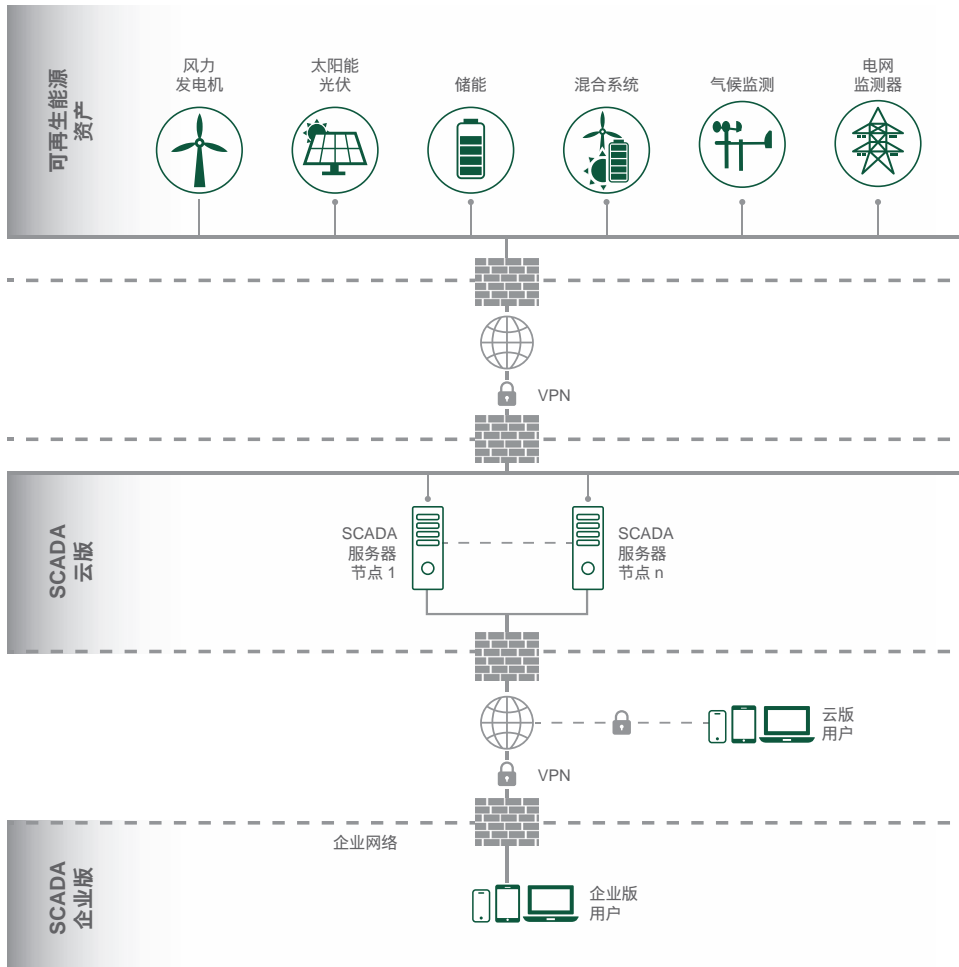 可再生能源
资产
风力
发电机
太阳能
光伏
储能
混合系统
气候监测
电网
监测器
VPN
SCADA
云版
SCADA
服务器
节点 1
SCADA
服务器
节点 n
云版
用户
VPN
企业网络
SCADA
企业版
企业版
用户